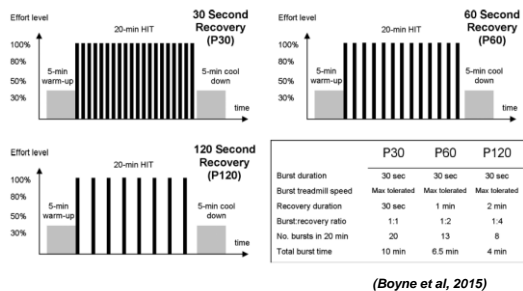 30 Second
Recovery
(P30)
Effort level
20-min HIT
100%
80%
50%
30%
5-min
warm-up
5-min cool
down
time
60 Second
Recovery
(P60)
Effort level
20-min HIT
100%
80%
50%
30%
5-min
warm-up
5-min cool
down
time
120 Second
Recovery
(P120)
Effort level
20-min HIT
100%
80%
50%
30%
5-min
warm-up
5-min cool
down
time
P30 P60 P120
Burst duration 30 sec 30 sec 30 sec
Burst treadmill speed Max tolerated Max tolerated Max tolerated
Recovery duration 30 sec 1 min 2 min
Burst:recovery ratio 1:1 1:2 1:4
No. bursts in 20 min 20 13 8
Total burst time 10 min 6.5 min 4 min
(Boyne et al, 2015)